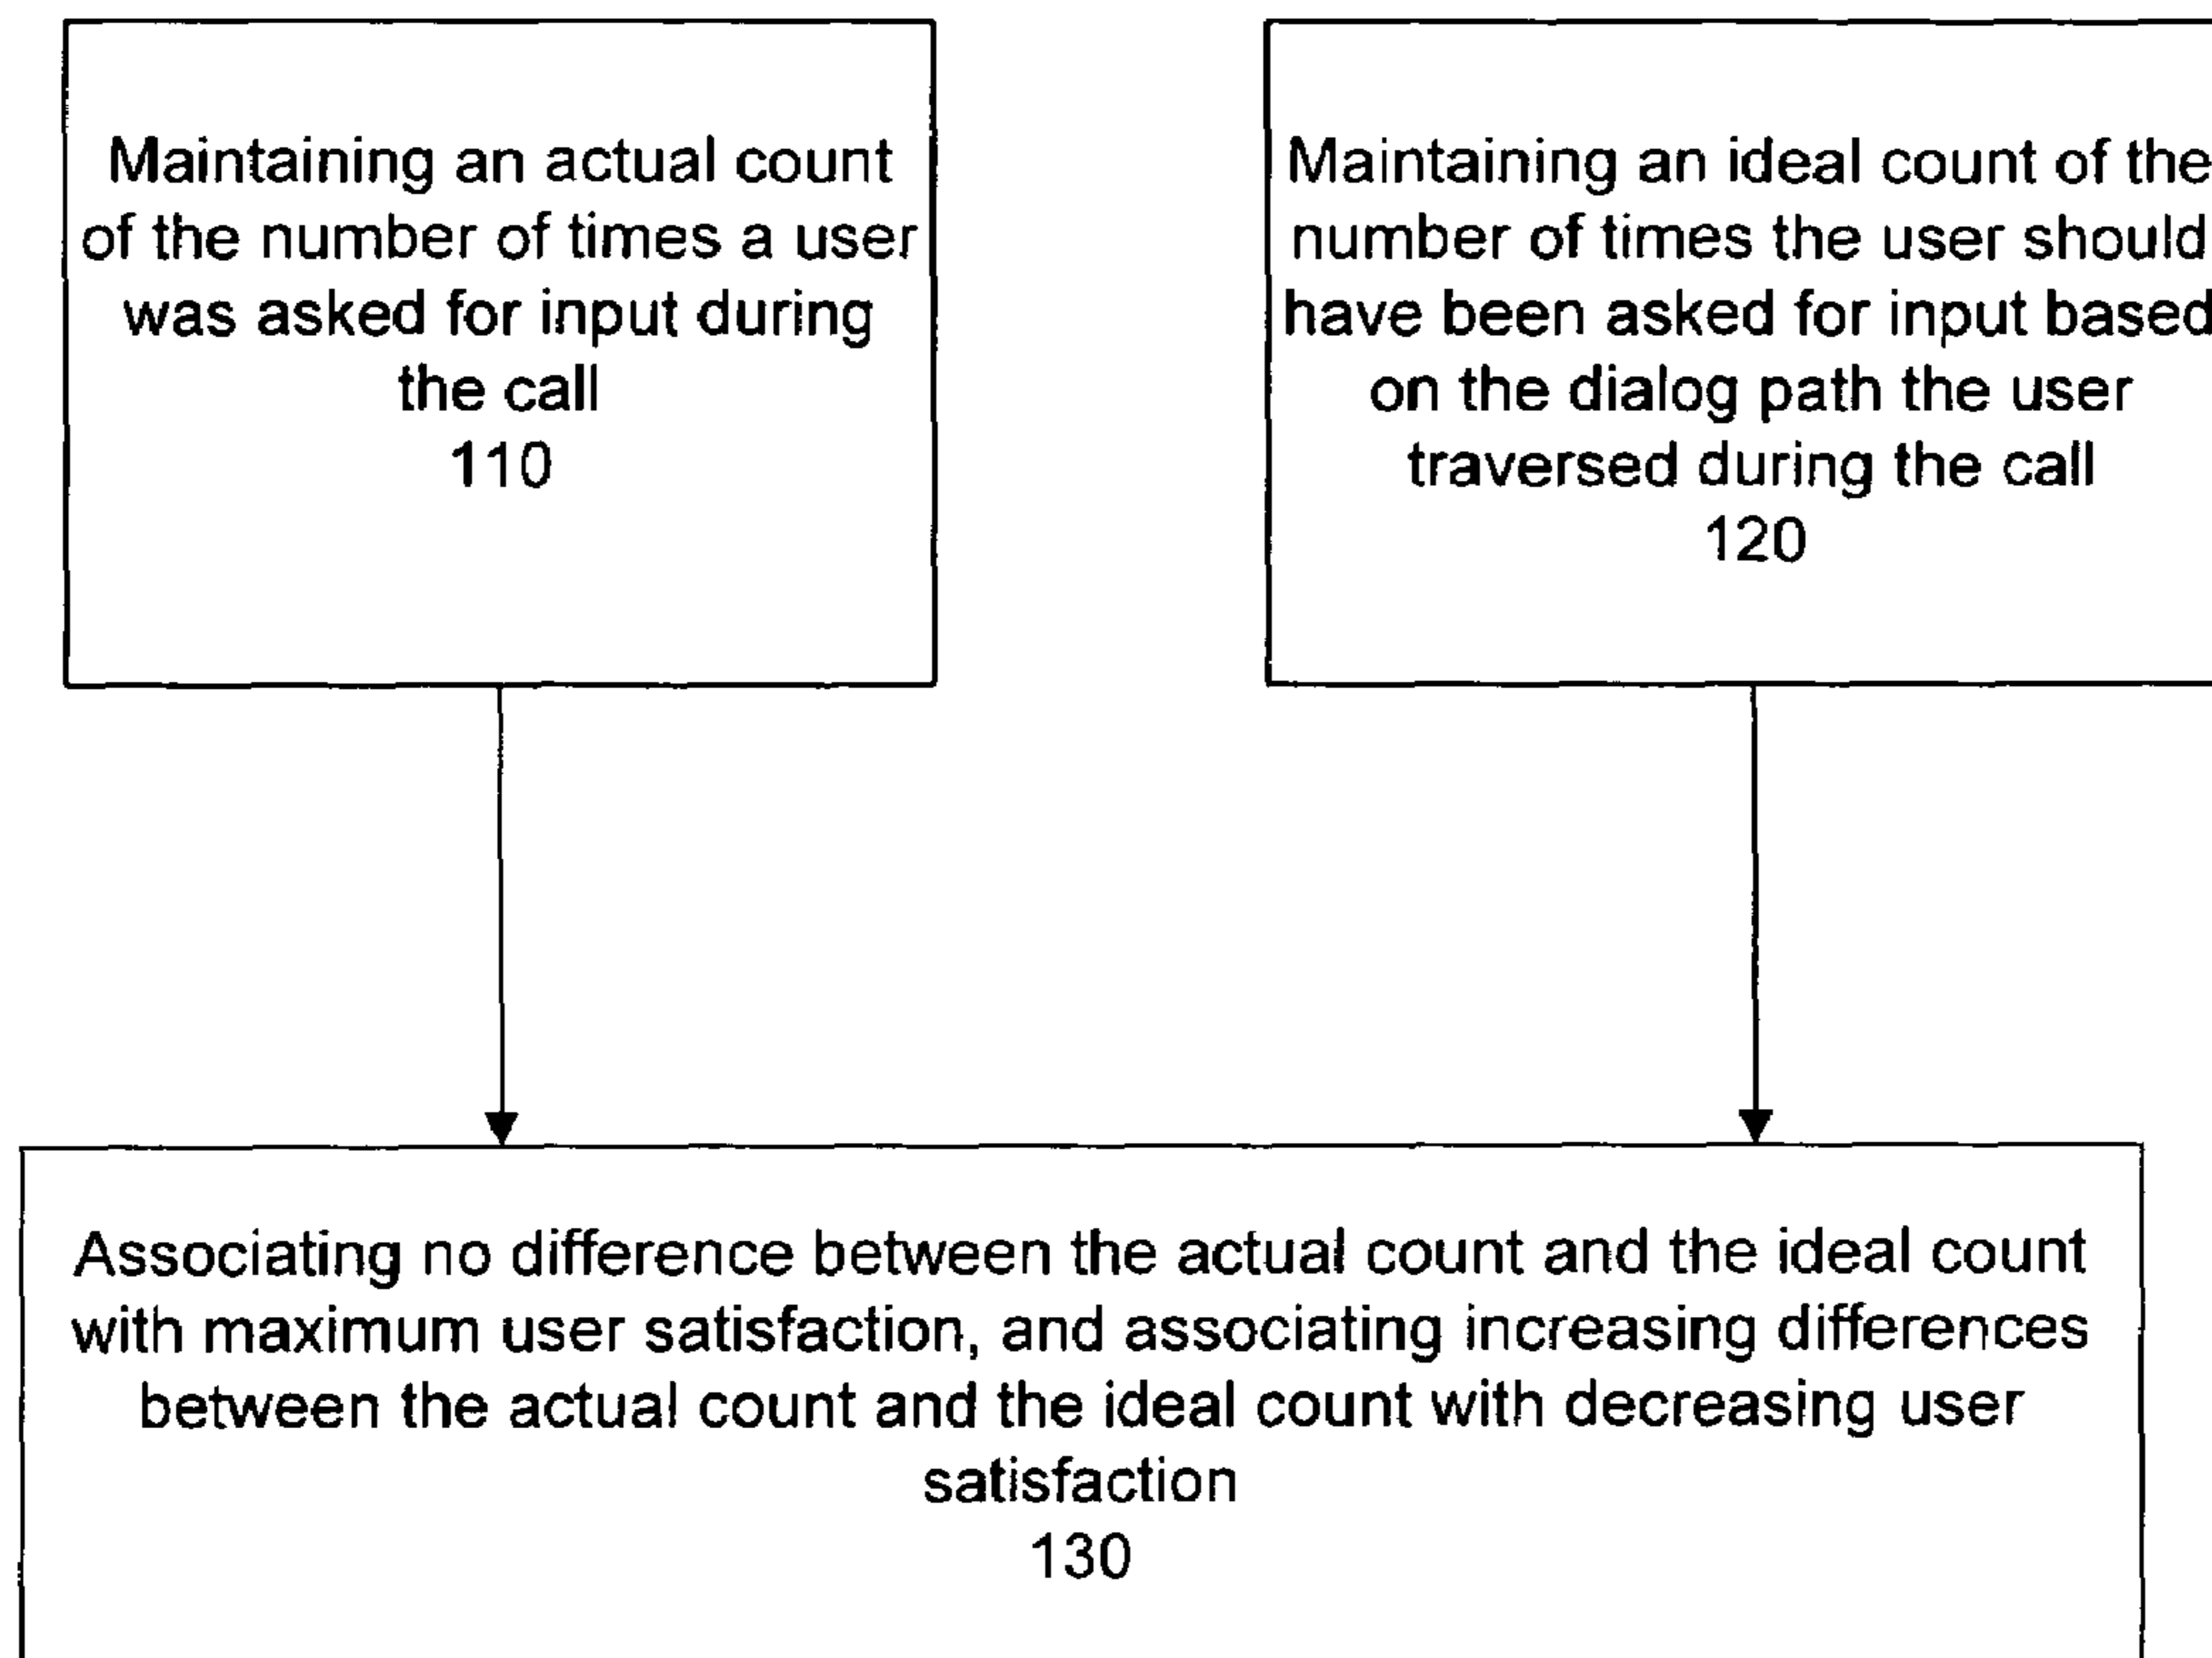 Maintaining an actual count
of the number of times a user
was asked for input during
the call
110
Maintaining an ideal count of the
number of times the user should
have been asked for input based
on the dialog path the user
traversed during the call
120
Associating no difference between the actual count and the ideal count
with maximum user satisfaction, and associating increasing differences
between the actual count and the ideal count with decreasing user
satisfaction
130